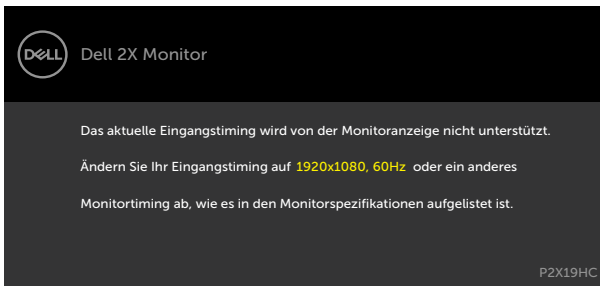 DELL
Dell 2X Monitor
Das aktuelle Eingangstiming wird von der Monitoranzeige nicht unterstützt.
Ändern Sie Ihr Eingangstiming auf 1920x1080, 60Hz oder ein anderes
Monitortiming ab, wie es in den Monitorspezifikationen aufgelistet ist.
P2X19HC